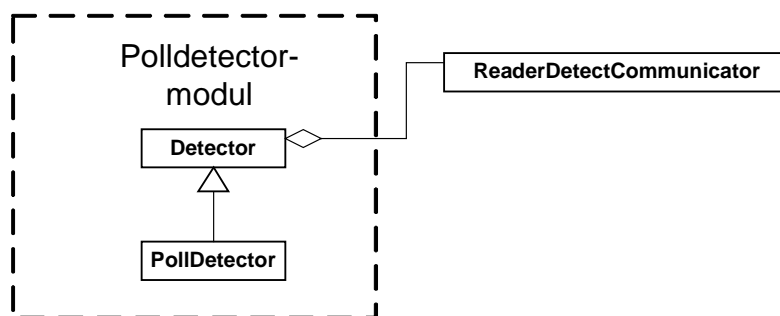 Polldetector-
modul
ReaderDetectCommunicator
Detector
PollDetector